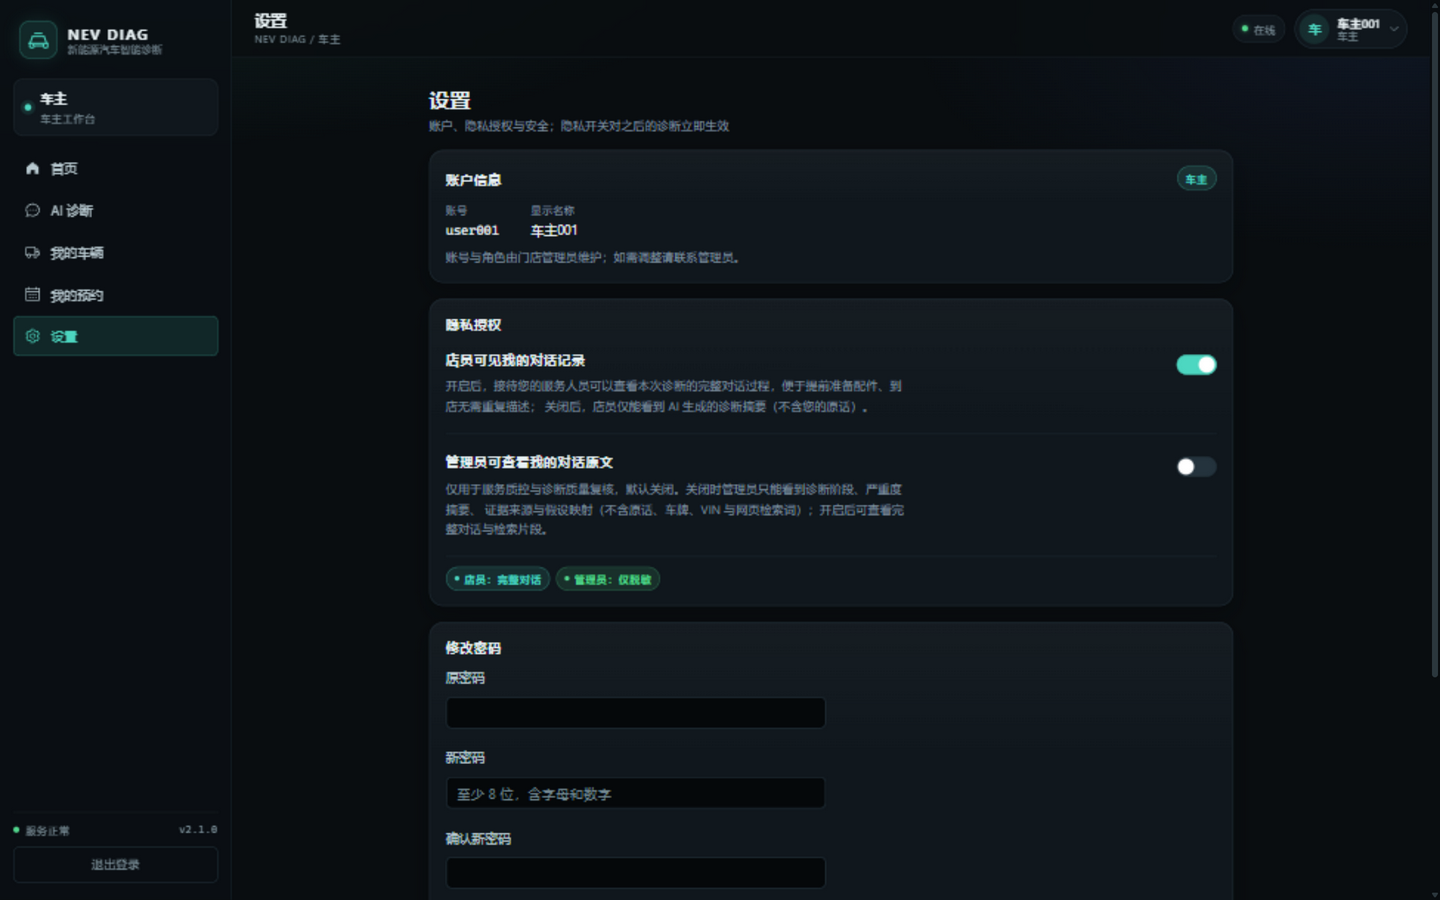 NEV DIAG
新能源汽车智能诊断
车主
车主工作台
首页
AI 诊断
我的车辆
我的预约
设置
服务正常
v2.1.0
退出登录
设置
NEV DIAG / 车主
在线
车
车主001
车主
设置
账户、隐私授权与安全；隐私开关对之后的诊断立即生效
账户信息
车主
账号
显示名称
user001
车主001
账号与角色由门店管理员维护；如需调整请联系管理员。
隐私授权
店员可见我的对话记录
开启后，接待您的服务人员可以查看本次诊断的完整对话过程，便于提前准备配件、到
店无需重复描述； 关闭后，店员仅能看到 AI 生成的诊断摘要（不含您的原话）。
管理员可查看我的对话原文
仅用于服务质控与诊断质量复核，默认关闭。关闭时管理员只能看到诊断阶段、严重度
摘要、 证据来源与假设映射（不含原话、车牌、VIN 与网页检索词）；开启后可查看完
整对话与检索片段。
店员：完整对话
管理员：仅脱敏
修改密码
原密码
新密码
至少 8 位，含字母和数字
确认新密码